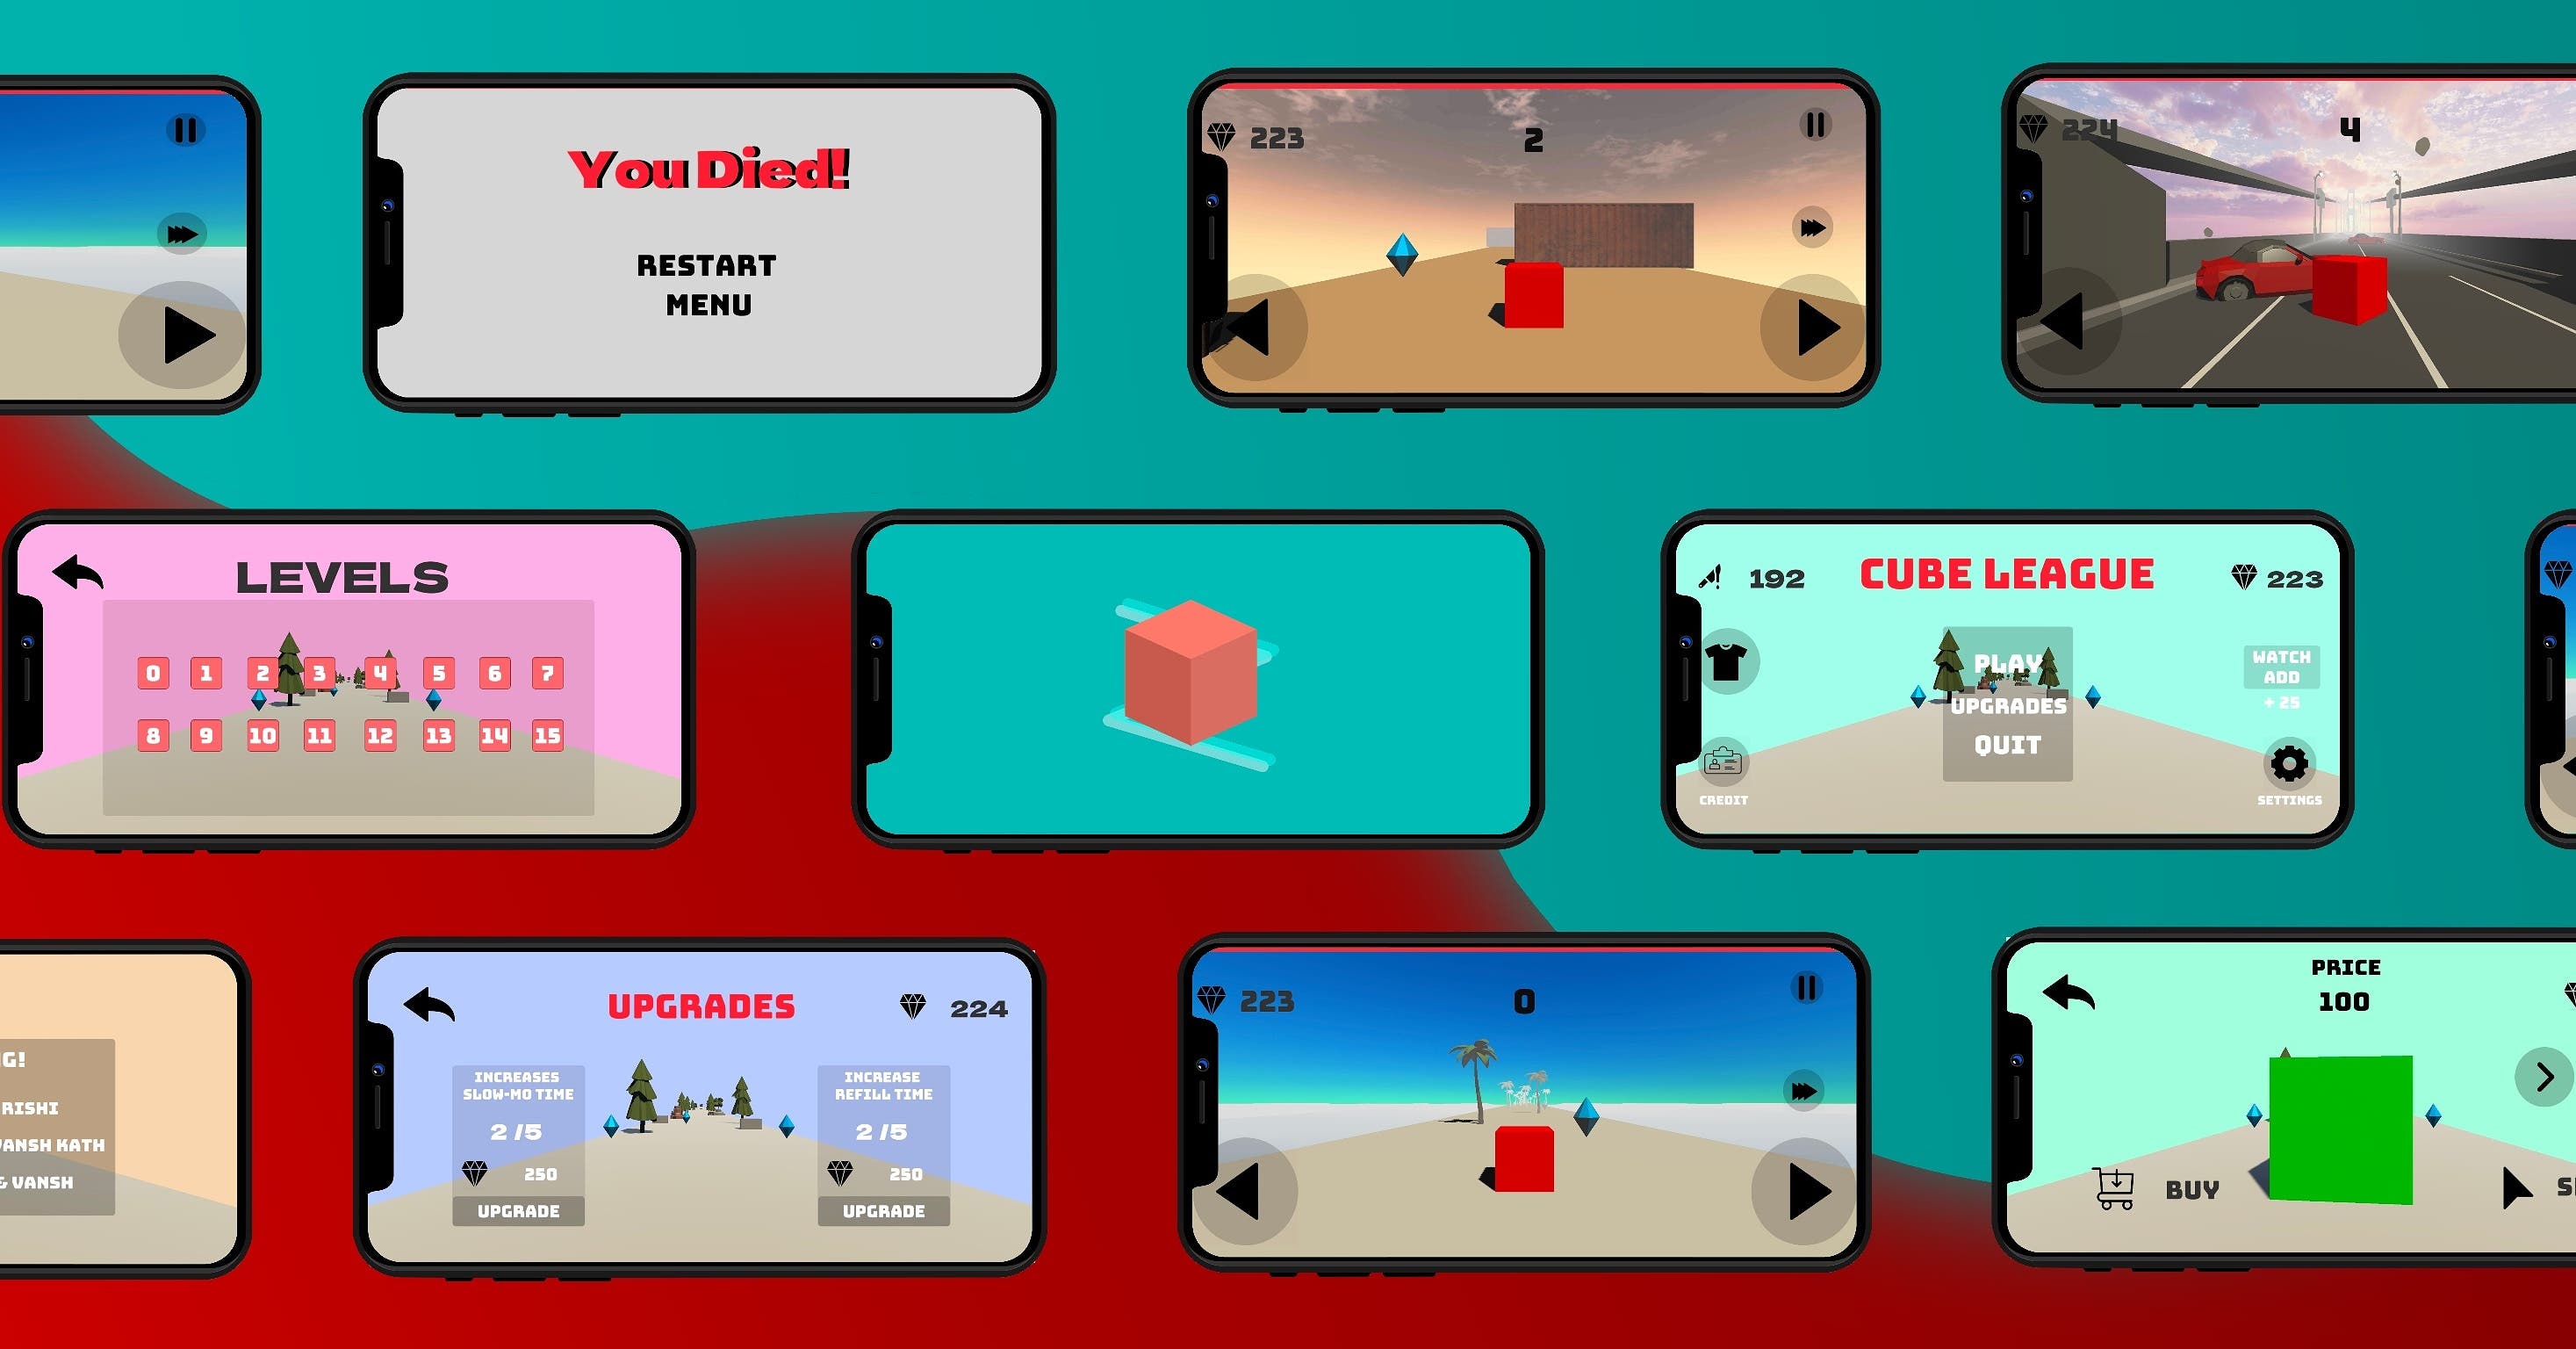 You Died!
RESTART
MENU
223
2
224
4
LEVELS
0 1 2 3 4 5 6 7
8 9 10 11 12 13 14 15
192
CUBE LEAGUE
223
PLAY
UPGRADES
QUIT
WATCH
ADD
+ 25
CREDIT
SETTINGS
G!
RISHI
VANSH KATH
& VANSH
UPGRADES
224
INCREASES
SLOW-MO TIME
2 /5
250
UPGRADE
INCREASE
REFILL TIME
2 /5
250
UPGRADE
223
0
PRICE
100
BUY